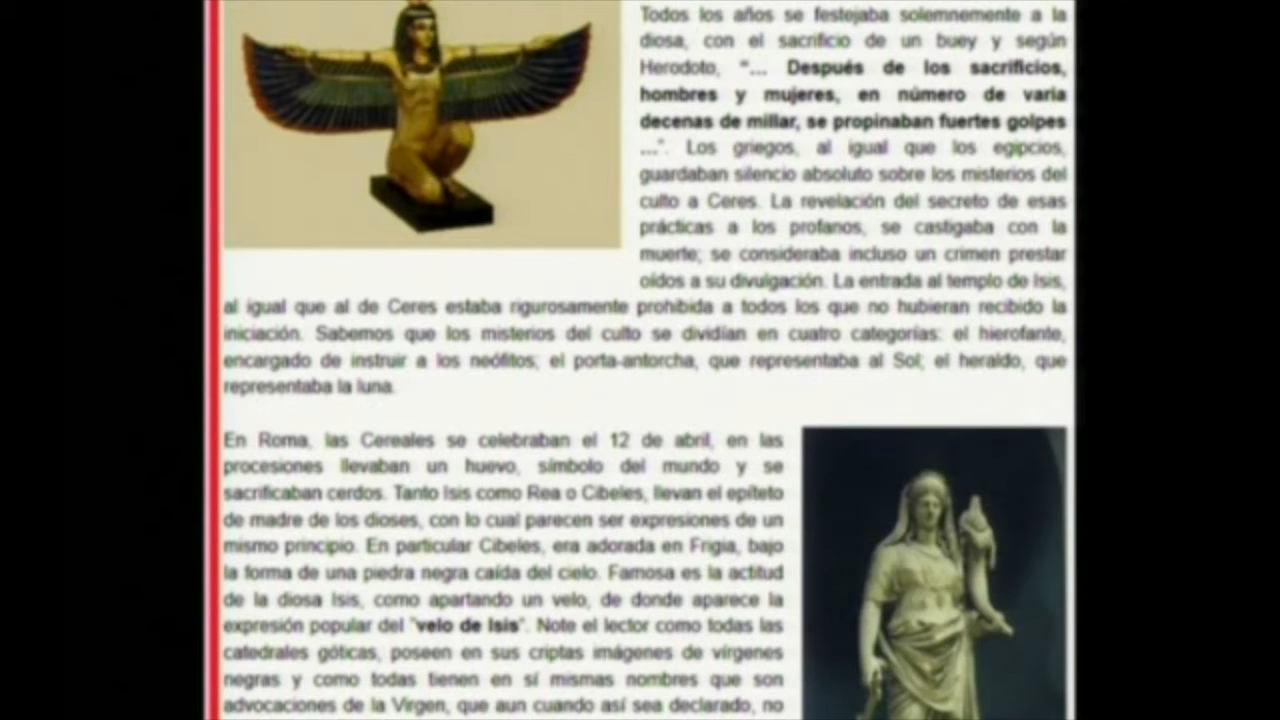 Todos los años se festejaba solemnemente a la
diosa, con el sacrificio de un buey y según
Herodoto, "... Después de los sacrificios,
hombres y mujeres, en número de varia
decenas de millar, se propinaban fuertes golpes
...". Los griegos, al igual que los egipcios,
guardaban silencio absoluto sobre los misterios del
culto a Ceres. La revelación del secreto de esas
prácticas a los profanos, se castigaba con la
muerte; se consideraba incluso un crimen prestar
oídos a su divulgación. La entrada al templo de Isis,
al igual que al de Ceres estaba rigurosamente prohibida a todos los que no hubieran recibido la
iniciación. Sabemos que los misterios del culto se dividían en cuatro categorías: el hierofante,
encargado de instruir a los neófitos; el porta-antorcha, que representaba al Sol; el heraldo, que
representaba la luna.
En Roma, las Cereales se celebraban el 12 de abril, en las
procesiones llevaban un huevo, símbolo del mundo y se
sacrificaban cerdos. Tanto Isis como Rea o Cibeles, llevan el epíteto
de madre de los dioses, con lo cual parecen ser expresiones de un
mismo principio. En particular Cibeles, era adorada en Frigia, bajo
la forma de una piedra negra caída del cielo. Famosa es la actitud
de la diosa Isis, como apartando un velo, de donde aparece la
expresión popular del "velo de Isis". Note el lector como todas las
catedrales góticas, poseen en sus criptas imágenes de vírgenes
negras y como todas tienen en sí mismas nombres que son
advocaciones de la Virgen, que aun cuando así sea declarado, no